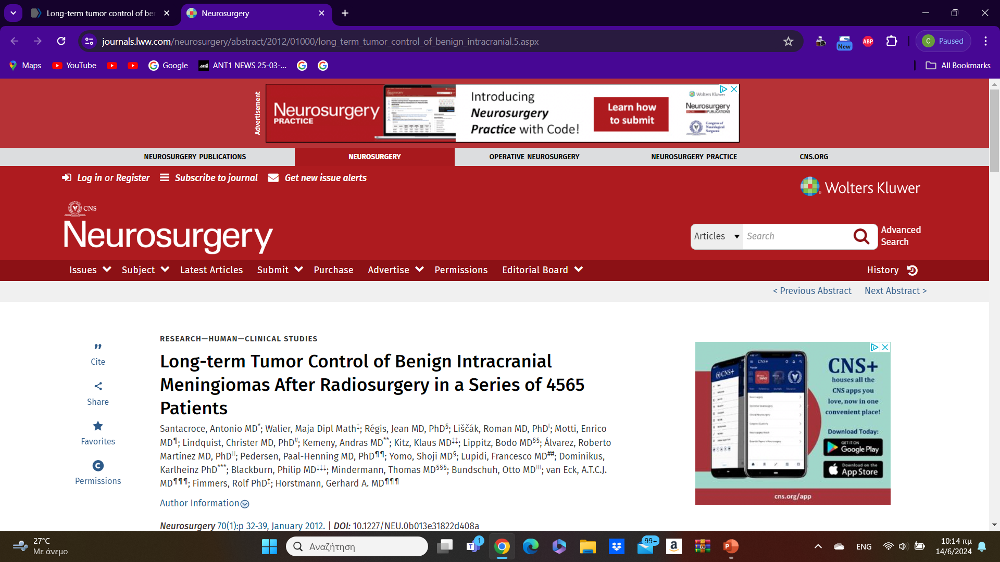 Long-term tumor control of ben
Neurosurgery
journals.lww.com/neurosurgery/abstract/2012/01000/long_term_tumor_control_of_benign_intracranial.5.aspx
New
ABP
C Paused
Maps
YouTube
Google
ANT1 NEWS 25-03-...
All Bookmarks
Advertisement
Neurosurgery
PRACTICE
Introducing
Neurosurgery
Practice with Code!
Learn how
to submit
Wolters Kluwer
Neurosurgery
PUBLICATIONS
Congress of
Neurological
Surgeons
NEUROSURGERY PUBLICATIONS
NEUROSURGERY
OPERATIVE NEUROSURGERY
NEUROSURGERY PRACTICE
CNS.ORG
Log in or Register
Subscribe to journal
Get new issue alerts
Wolters Kluwer
CNS
Neurosurgery
Articles
Search
Advanced
Search
Issues
Subject
Latest Articles
Submit
Purchase
Advertise
Permissions
Editorial Board
History
< Previous Abstract
Next Abstract >
Cite
Share
Favorites
Permissions
RESEARCH—HUMAN—CLINICAL STUDIES
Long-term Tumor Control of Benign Intracranial
Meningiomas After Radiosurgery in a Series of 4565
Patients
Santacroce, Antonio MD*; Walier, Maja Dipl Math‡; Régis, Jean MD, PhD§; Liščák, Roman MD, PhD‖; Motti, Enrico
MD¶; Lindquist, Christer MD, PhD#; Kemeny, Andras MD**; Kitz, Klaus MD‡‡; Lippitz, Bodo MD§§; Álvarez, Roberto
Martínez MD, PhD‖‖; Pedersen, Paal-Henning MD, PhD¶¶; Yomo, Shoji MD§; Lupidi, Francesco MD##; Dominikus,
Karlheinz PhD***; Blackburn, Philip MD‡‡‡; Mindermann, Thomas MD§§§; Bundschuh, Otto MD‖‖‖; van Eck, A.T.C.J.
MD¶¶¶; Fimmers, Rolf PhD‡; Horstmann, Gerhard A. MD¶¶¶
Author Information
Neurosurgery 70(1):p 32-39, January 2012. | DOI: 10.1227/NEU.0b013e31822d408a
CNS+
CNS+
CNS+
houses all the
CNS apps you
love, now in one
convenient place!
Download Today:
GET IT ON
Google Play
Download on the
App Store
cns.org/app
27°C
Με άνεμο
Αναζήτηση
1
99+
ENG
10:14 πμ
14/6/2024